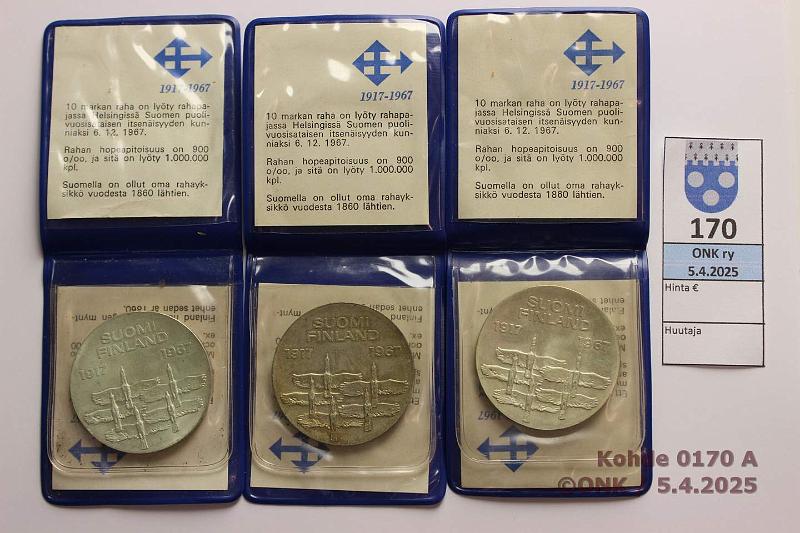 1917-1967
10 markan raha on lyöty rahapa-
jassa Helsingissä Suomen puoli-
vuosisataisen itsenäisyyden kun-
niaksi 6. 12. 1967.
Rahan hopeapitoisuus on 900
o/oo, ja sitä on lyöty 1.000.000
kpl.
Suomella on ollut oma rahayk-
sikkö vuodesta 1860 lähtien.
1917-1967
10 markan raha on lyöty rahapa-
jassa Helsingissä Suomen puoli-
vuosisataisen itsenäisyyden kun-
niaksi 6. 12. 1967.
Rahan hopeapitoisuus on 900
o/oo, ja sitä on lyöty 1.000.000
kpl.
Suomella on ollut oma rahayk-
sikkö vuodesta 1860 lähtien.
1917-1967
10 markan raha on lyöty rahapa-
jassa Helsingissä Suomen puoli-
vuosisataisen itsenäisyyden kun-
niaksi 6. 12. 1967.
Rahan hopeapitoisuus on 900
o/oo, ja sitä on lyöty 1.000.000
kpl.
Suomella on ollut oma rahayk-
sikkö vuodesta 1860 lähtien.
170
ONK ry
5.4.2025
Hinta €
Huutaja
SUOMI
FINLAND
1917 1967
SUOMI
FINLAND
1917 1967
SUOMI
FINLAND
1917 1967
Kohde 0170 A
©ONK 5.4.2025